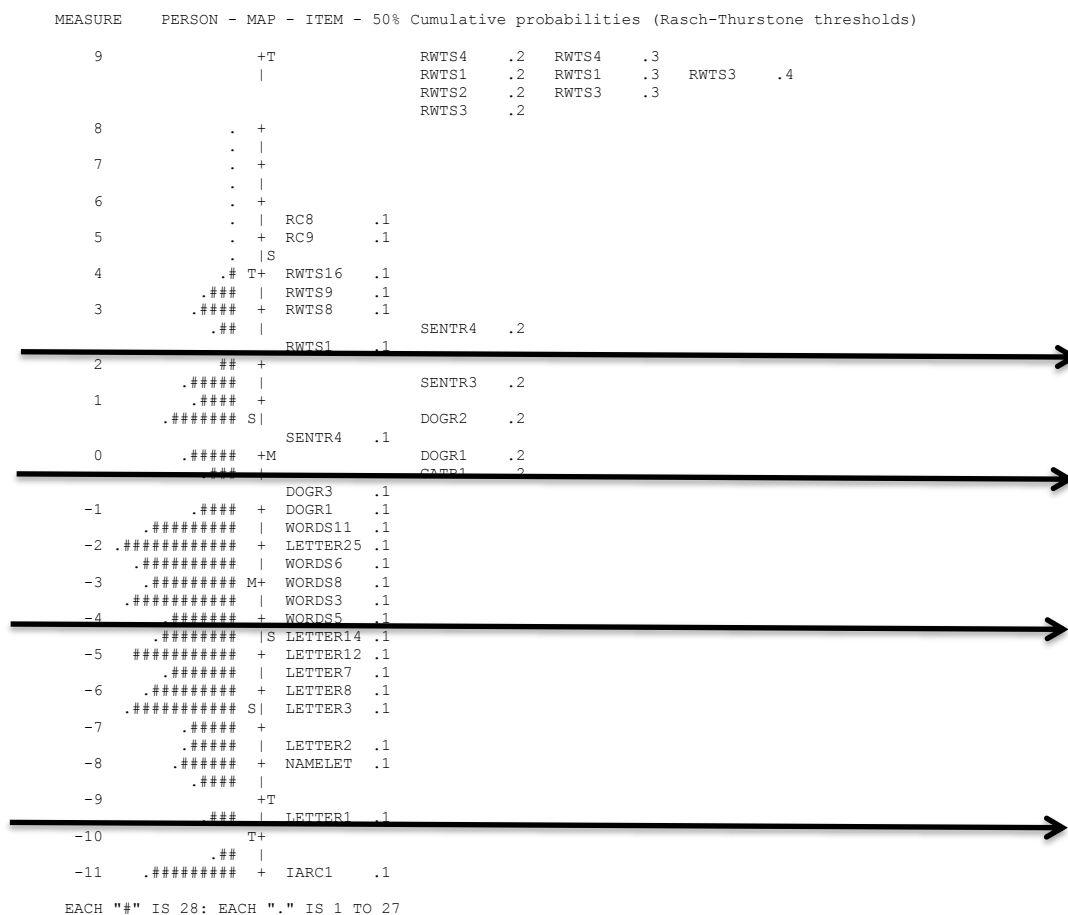 MEASURE     PERSON - MAP - ITEM - 50% Cumulative probabilities (Rasch-Thurstone thresholds)
9                 +T                RWTS4    .2  RWTS4    .3
                  |                 RWTS1    .2  RWTS1    .3  RWTS3    .4
                                    RWTS2    .2  RWTS3    .3
                                    RWTS3    .2
8              .  +
               .  |
7              .  +
               .  |
6              .  +
               .  |  RC8      .1
5              .  +  RC9      .1
               .  |S
4             .# T+  RWTS16   .1
            .###  |  RWTS9    .1
3          .####  +  RWTS8    .1
             .##  |                 SENTR4   .2
                     RWTS1    .1
2             ##  +
          .#####  |                 SENTR3   .2
1          .####  +
        .####### S|                 DOGR2    .2
                     SENTR4   .1
0         .#####  +M                DOGR1    .2
            .###  |                 CATR1    .2
                     DOGR3    .1
-1         .####  +  DOGR1    .1
      .#########  |  WORDS11  .1
-2 .############  +  LETTER25 .1
     .##########  |  WORDS6   .1
-3    .######### M+  WORDS8   .1
    .###########  |  WORDS3   .1
-4      .#######  +  WORDS5   .1
       .########  |S LETTER14 .1
-5   ###########  +  LETTER12 .1
        .#######  |  LETTER7  .1
-6    .#########  +  LETTER8  .1
    .########### S|  LETTER3  .1
-7        .#####  +
          .#####  |  LETTER2  .1
-8       .######  +  NAMELET  .1
           .####  |
-9                +T
            .###  |  LETTER1  .1
-10              T+
             .##  |
-11   .#########  +  IARC1    .1
EACH "#" IS 28: EACH "." IS 1 TO 27